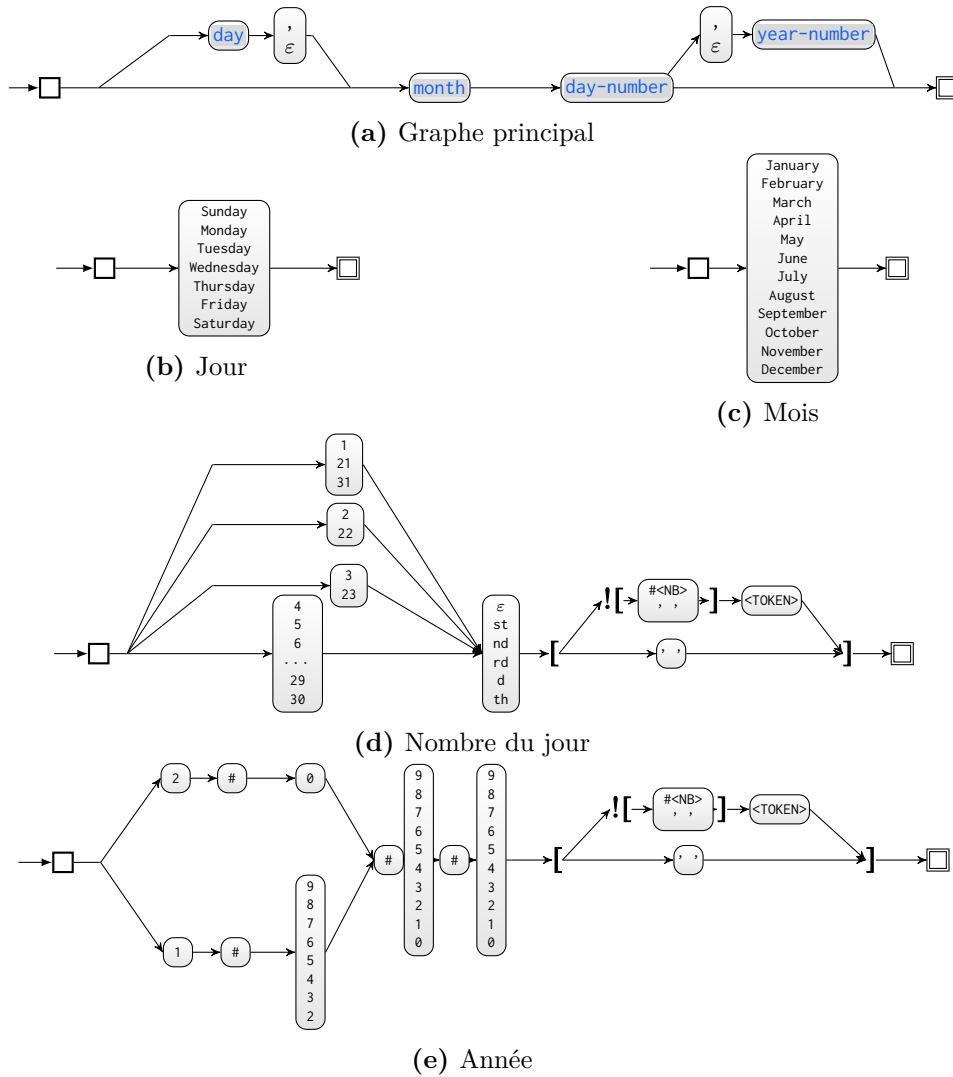 day
,
ε
month
day-number
,
ε
year-number
(a) Graphe principal
Sunday
Monday
Tuesday
Wednesday
Thursday
Friday
Saturday
(b) Jour
January
February
March
April
May
June
July
August
September
October
November
December
(c) Mois
1
21
31
2
22
3
23
4
5
6
...
29
30
ε
st
nd
rd
d
th
[
![
#<NB>
' '
]
<TOKEN>
' '
]
(d) Nombre du jour
2
#
0
1
#
9
8
7
6
5
4
3
2
#
9
8
7
6
5
4
3
2
1
0
#
9
8
7
6
5
4
3
2
1
0
[
![
#<NB>
' '
]
<TOKEN>
' '
]
(e) Année